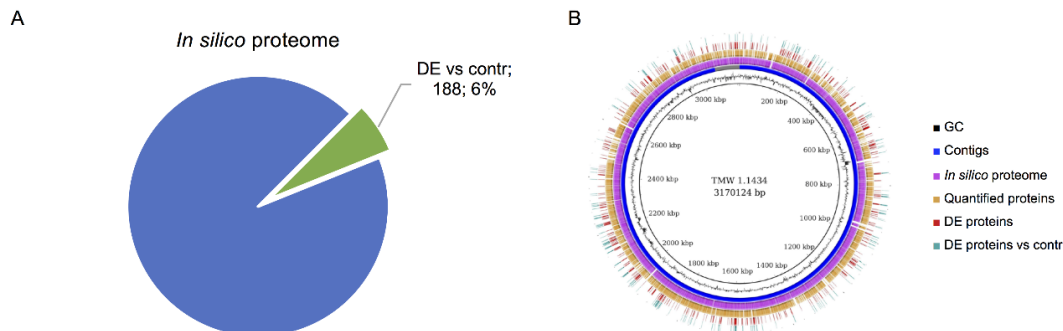 A
In silico proteome
DE vs contr;
188; 6%
B
3000 kbp
200 kbp
2800 kbp
400 kbp
2600 kbp
600 kbp
2400 kbp
TMW 1.1434
3170124 bp
800 kbp
2200 kbp
1000 kbp
2000 kbp
1200 kbp
1800 kbp
1600 kbp
1400 kbp
GC
Contigs
In silico proteome
Quantified proteins
DE proteins
DE proteins vs contr